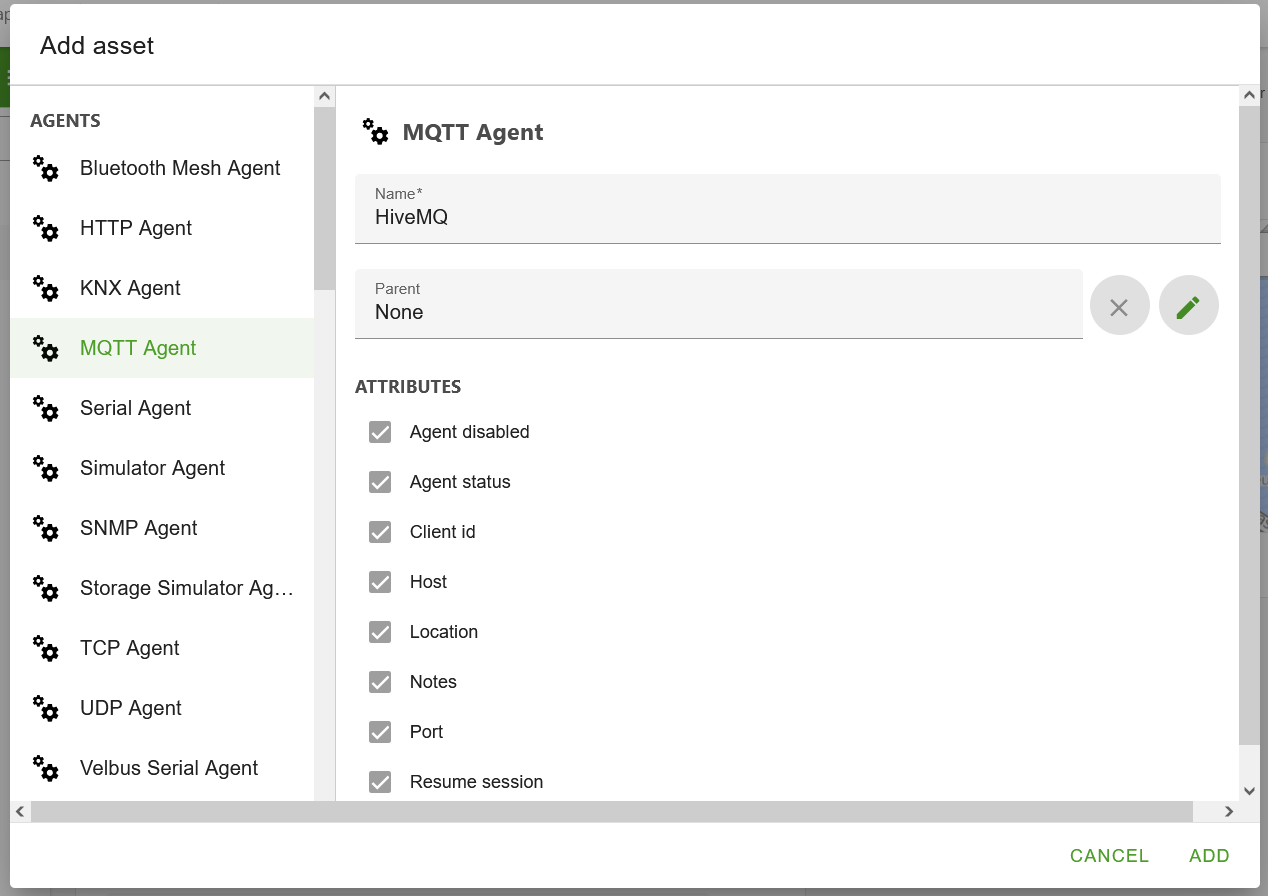 Add asset
AGENTS
Bluetooth Mesh Agent
HTTP Agent
KNX Agent
MQTT Agent
Serial Agent
Simulator Agent
SNMP Agent
Storage Simulator Ag…
TCP Agent
UDP Agent
Velbus Serial Agent
MQTT Agent
Name*
HiveMQ
Parent
None
ATTRIBUTES
Agent disabled
Agent status
Client id
Host
Location
Notes
Port
Resume session
CANCEL
ADD